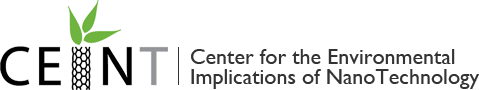 CEINT
Center for the Environmental
Implications of NanoTechnology